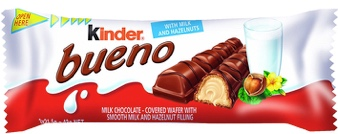 OPEN
HERE
Kinder
bueno
WITH MILK
AND HAZELNUTS
MILK CHOCOLATE - COVERED WAFER WITH
SMOOTH MILK AND HAZELNUT FILLING